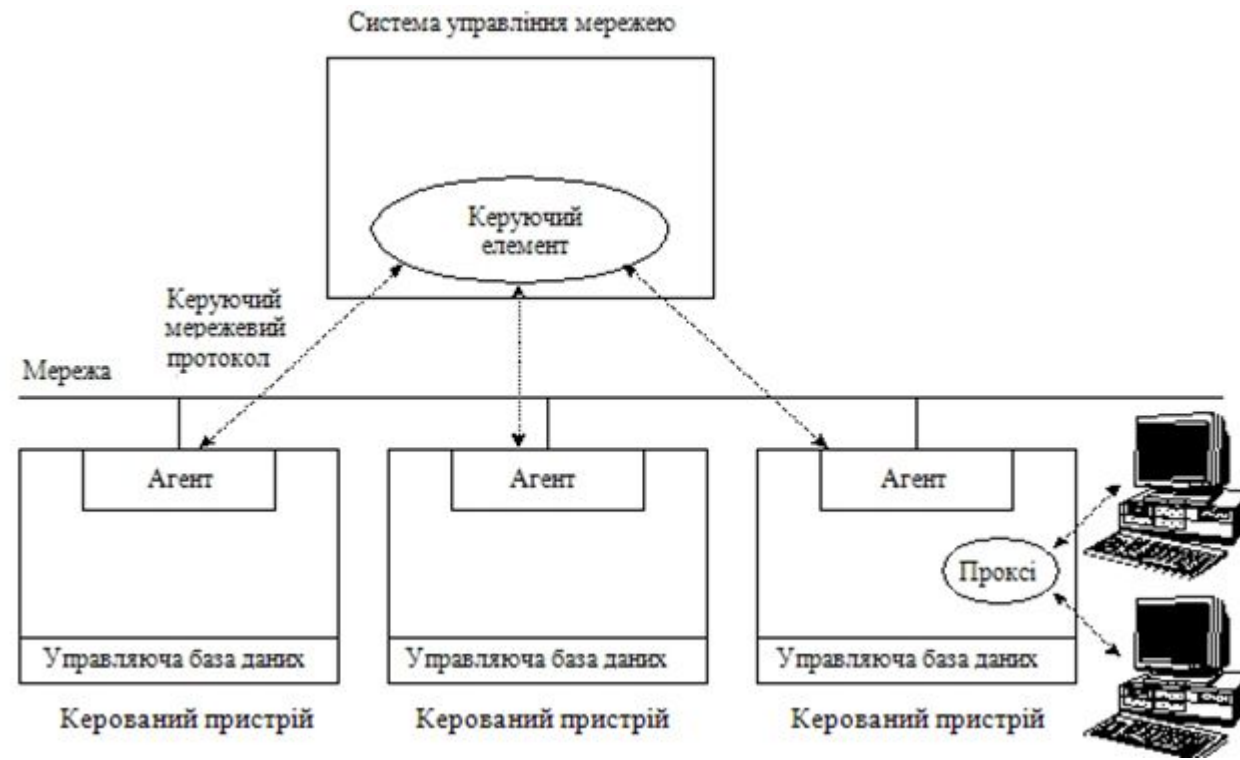 Система управління мережею
Керуючий
елемент
Керуючий
мережевий
протокол
Мережа
Агент
Агент
Агент
Проксі
Управляюча база даних
Управляюча база даних
Управляюча база даних
Керований пристрій
Керований пристрій
Керований пристрій